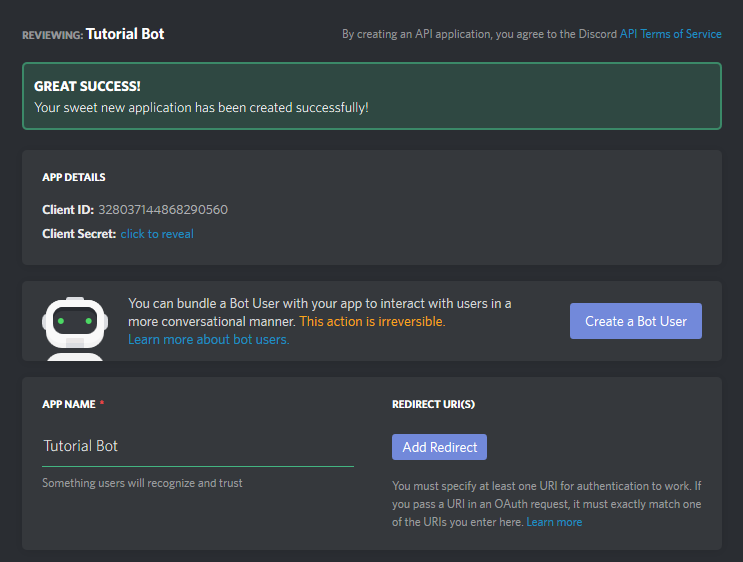 REVIEWING: Tutorial Bot
By creating an API application, you agree to the Discord API Terms of Service
GREAT SUCCESS!
Your sweet new application has been created successfully!
APP DETAILS
Client ID: 328037144868290560
Client Secret: click to reveal
You can bundle a Bot User with your app to interact with users in a
more conversational manner. This action is irreversible.
Learn more about bot users.
Create a Bot User
APP NAME *
Tutorial Bot
Something users will recognize and trust
REDIRECT URI(S)
Add Redirect
You must specify at least one URI for authentication to work. If
you pass a URI in an OAuth request, it must exactly match one
of the URIs you enter here. Learn more